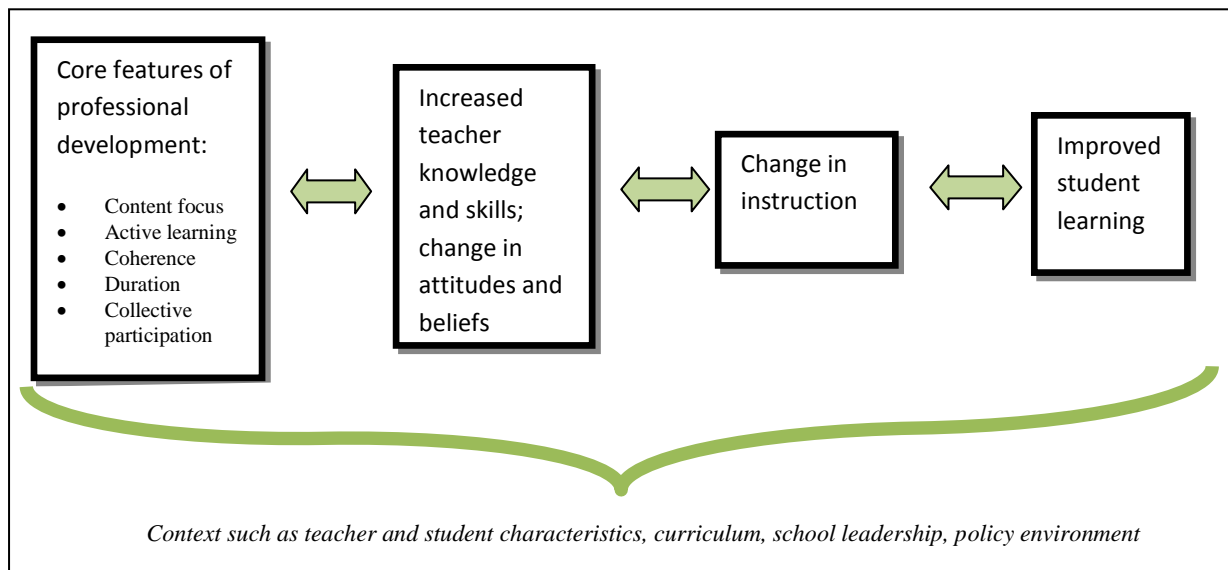 Core features of
professional
development:
• Content focus
• Active learning
• Coherence
• Duration
• Collective
participation
Increased
teacher
knowledge
and skills;
change in
attitudes and
beliefs
Change in
instruction
Improved
student
learning
Context such as teacher and student characteristics, curriculum, school leadership, policy environment